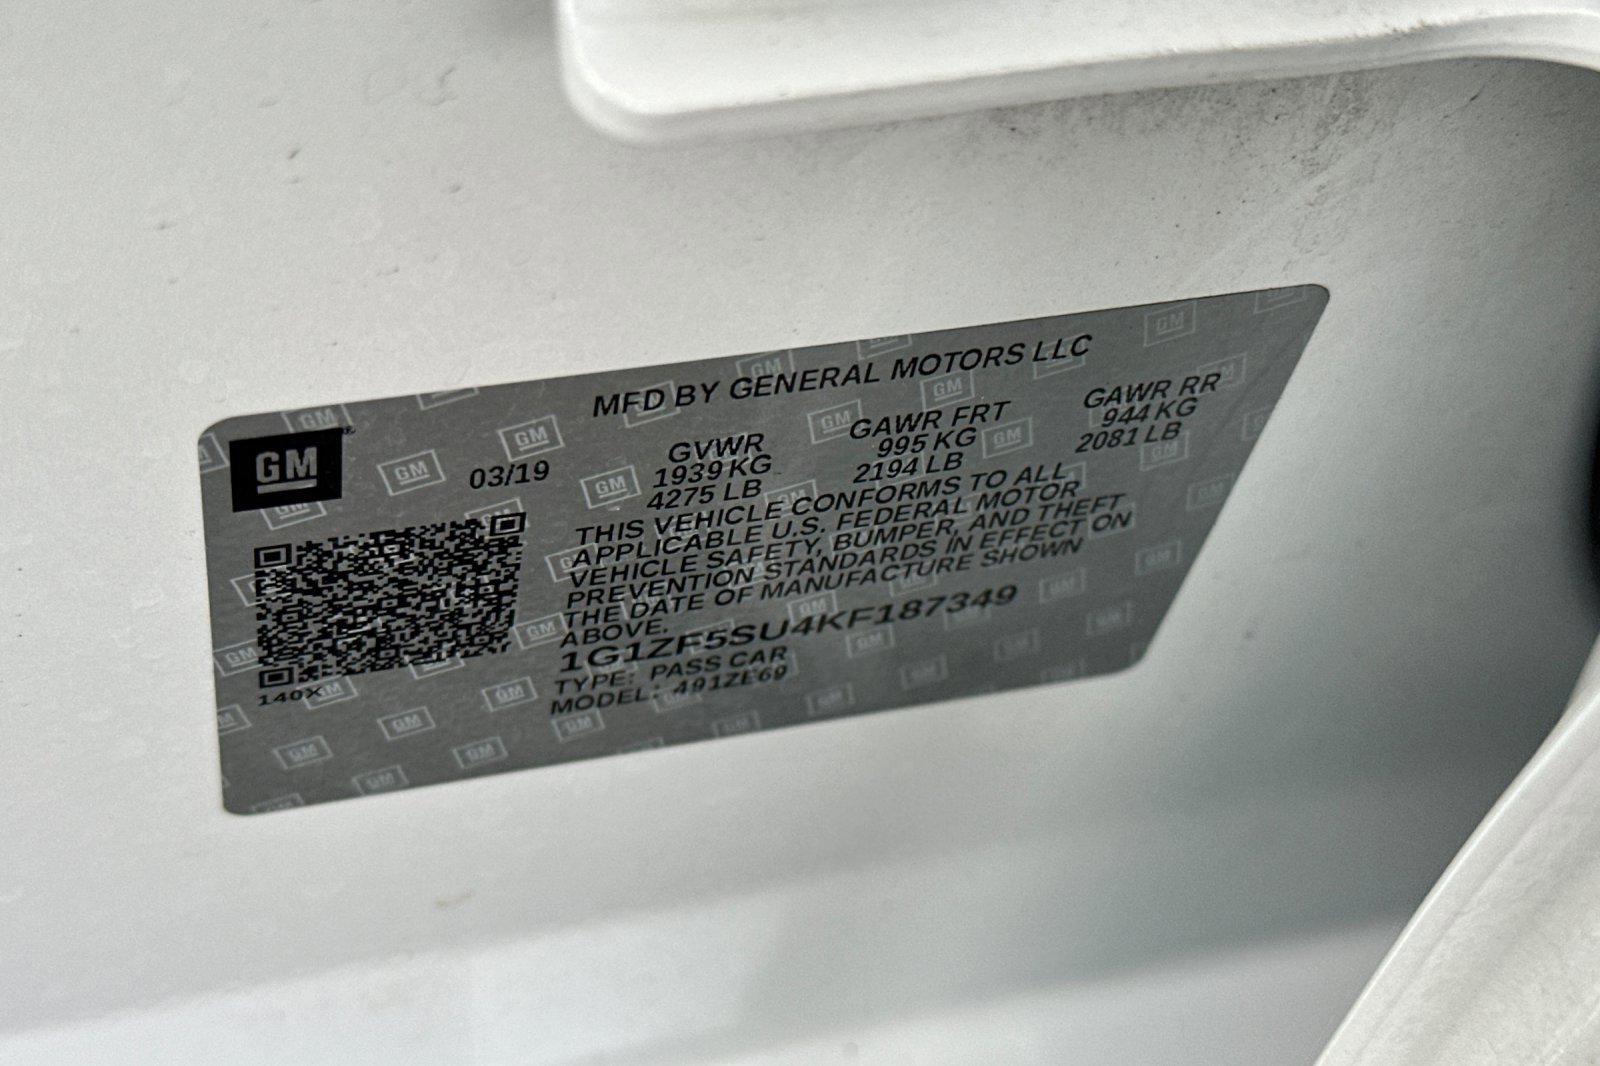 MFD BY GENERAL MOTORS LLC
GM
03/19
GVWR
1939 KG
4275 LB
GAWR FRT
995 KG
2194 LB
GAWR RR
944 KG
2081 LB
THIS VEHICLE CONFORMS TO ALL
APPLICABLE U.S. FEDERAL MOTOR
VEHICLE SAFETY, BUMPER, AND THEFT
PREVENTION STANDARDS IN EFFECT ON
THE DATE OF MANUFACTURE SHOWN
ABOVE.
1G1ZF5SU4KF187349
TYPE: PASS CAR
MODEL: 491ZE69
140X